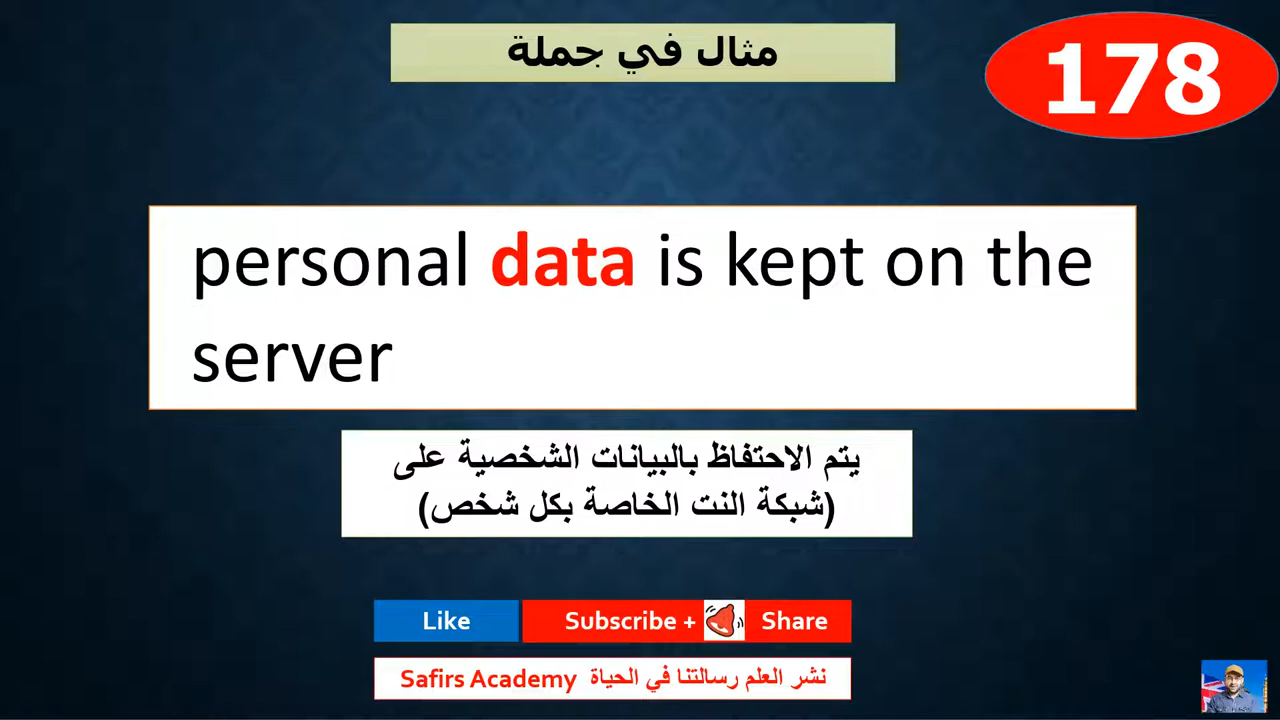 مثال في جملة
178
personal data is kept on the
server
يتم الاحتفاظ بالبيانات الشخصية على
(شبكة النت الخاصة بكل شخص)
Like Subscribe + Share
Safirs Academy نشر العلم رسالتنا في الحياة